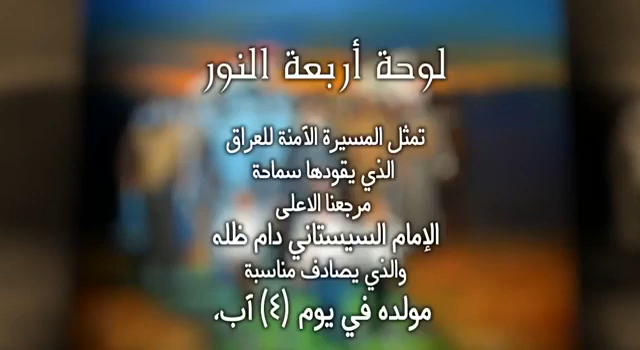 لوحة أربعة النور
تمثل المسيرة الآمنة للعراق
الذي يقودها سماحة
مرجعنا الاعلى
الإمام السيستاني دام ظله
والذي يصادف مناسبة
مولده في يوم (٤) آب،